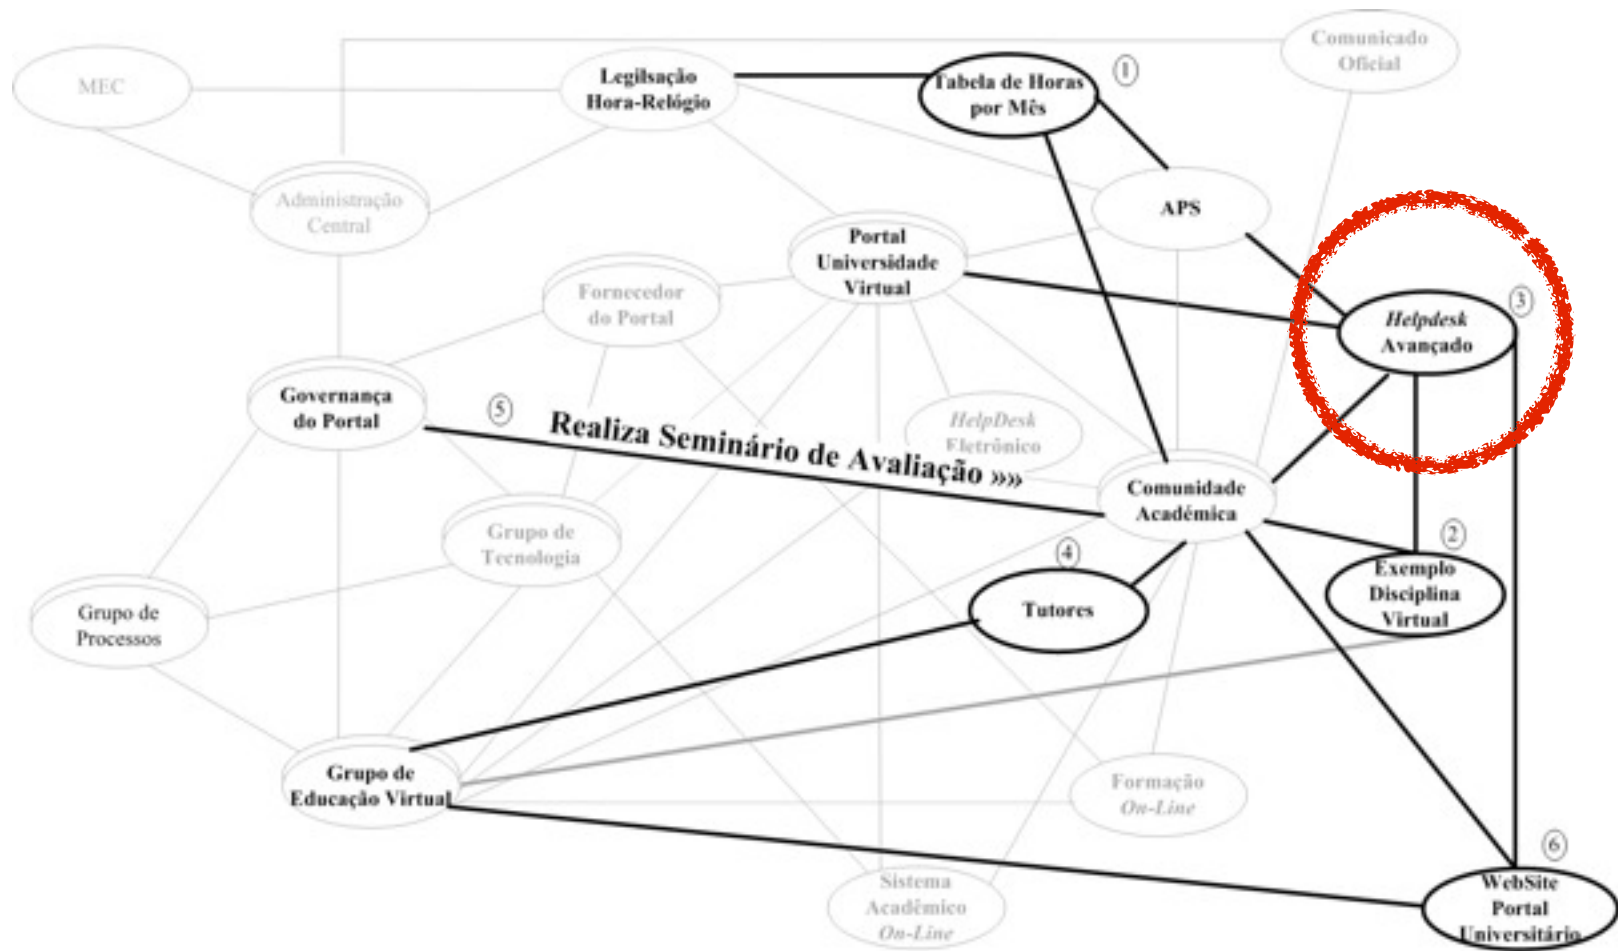 Comunicado
Oficial
MEC
Legilsação
Hora-Relógio
Tabela de Horas
por Mês
1
Administração
Central
APS
Portal
Universidade
Virtual
Fornecedor
do Portal
Helpdesk
Avançado
3
Governança
do Portal
5
Realiza Seminário de Avaliação »»
HelpDesk
Eletrônico
Comunidade
Acadêmica
Grupo de
Tecnologia
2
Exemplo
Disciplina
Virtual
4
Tutores
Grupo de
Processos
Grupo de
Educação Virtual
Formação
On-Line
6
WebSite
Portal
Universitário
Sistema
Acadêmico
On-Line